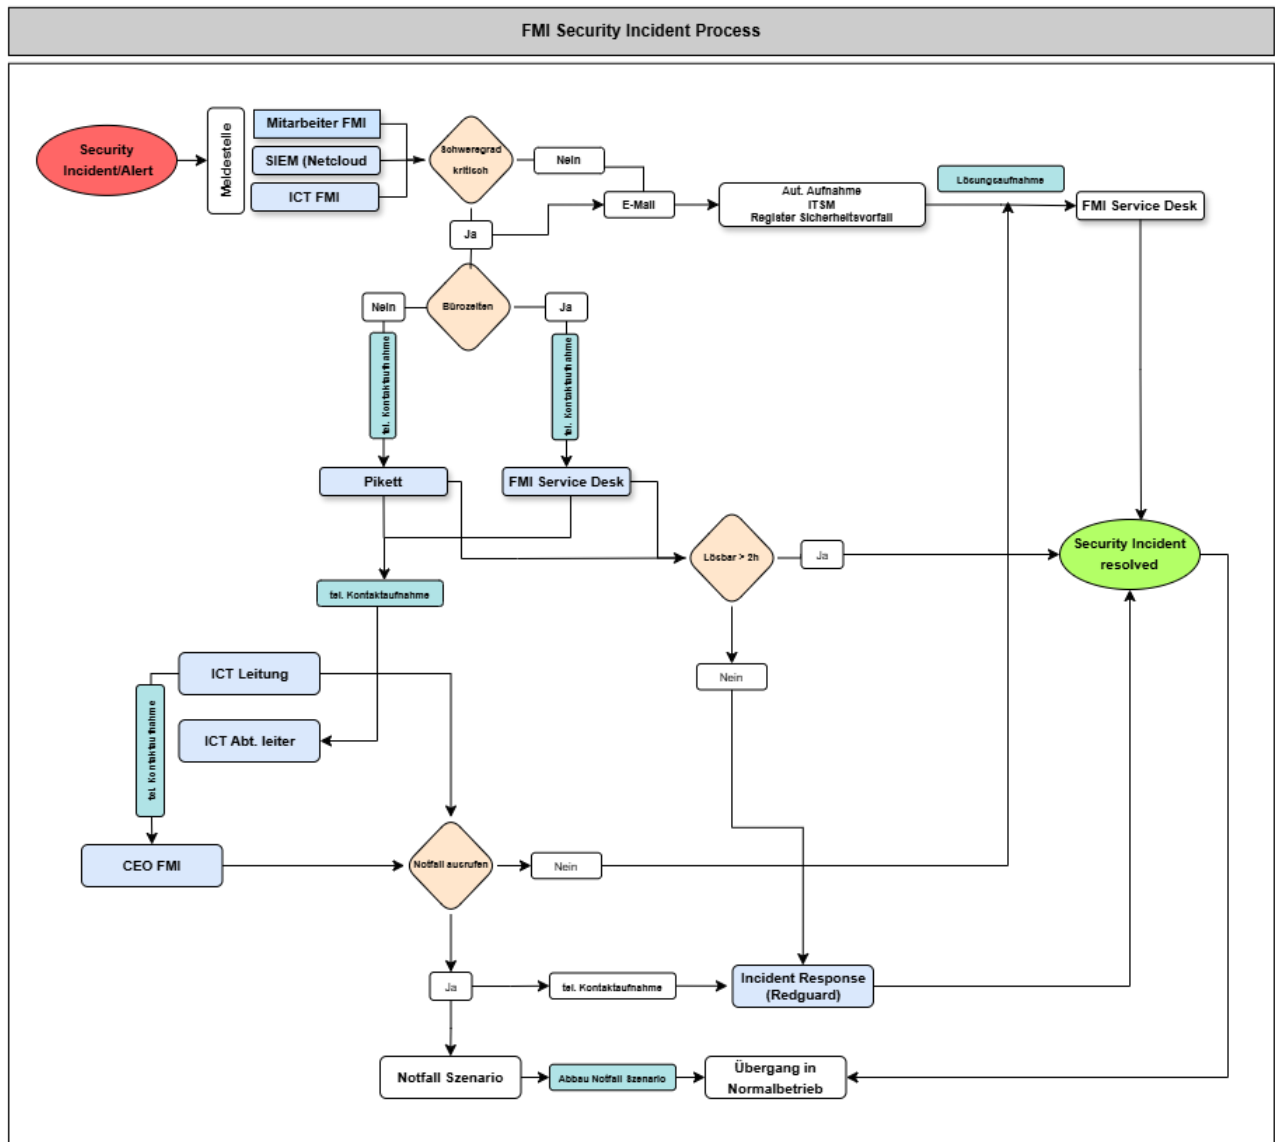 FMI Security Incident Process
Security
Incident/Alert
Meldestelle
Mitarbeiter FMI
SIEM (Netcloud
ICT FMI
Schweregrad
kritisch
Nein
Ja
E-Mail
Aut. Aufnahme
ITSM
Register Sicherheitsvorfall
Lösungsaufnahme
FMI Service Desk
Nein
Bürozeiten
Ja
tel. Kontaktaufnahme
tel. Kontaktaufnahme
Pikett
FMI Service Desk
Lösbar > 2h
Ja
Security Incident
resolved
tel. Kontaktaufnahme
Nein
ICT Leitung
ICT Abt. leiter
tel. Kontaktaufnahme
CEO FMI
Notfall ausrufen
Nein
Ja
tel. Kontaktaufnahme
Incident Response
(Redguard)
Notfall Szenario
Abbau Notfall Szenario
Übergang in
Normalbetrieb